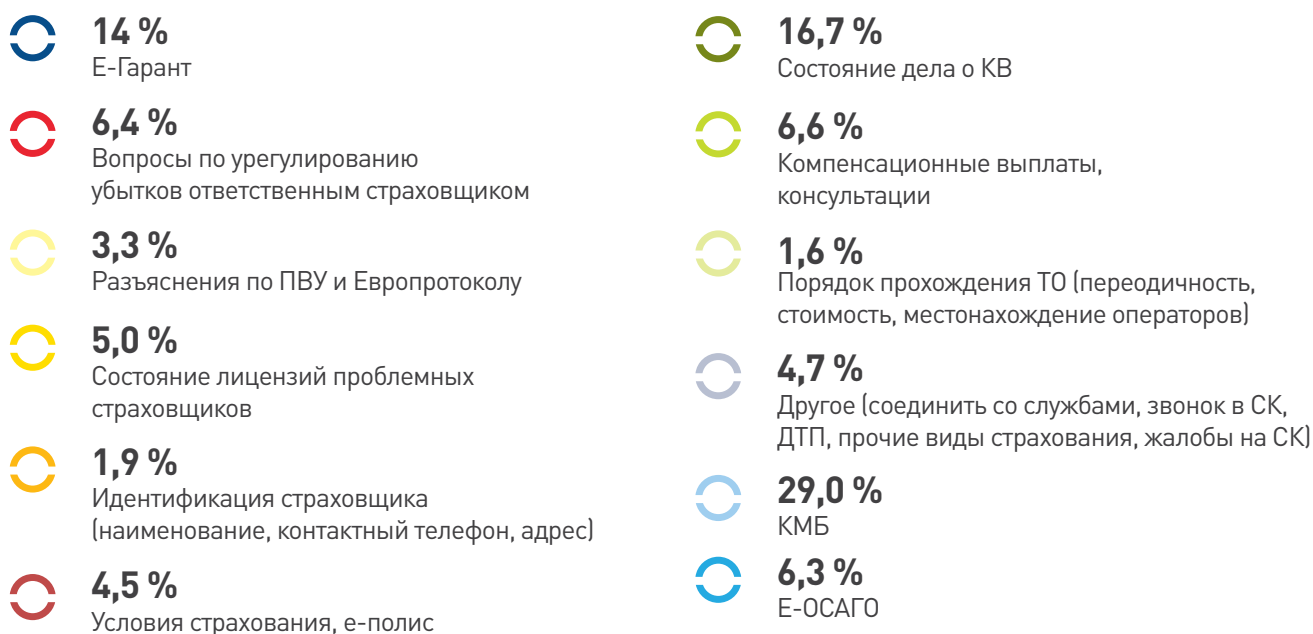 14 %
Е-Гарант
6,4 %
Вопросы по урегулированию
убытков ответственным страховщиком
3,3 %
Разъяснения по ПВУ и Европротоколу
5,0 %
Состояние лицензий проблемных
страховщиков
1,9 %
Идентификация страховщика
(наименование, контактный телефон, адрес)
4,5 %
Условия страхования, е-полис
16,7 %
Состояние дела о КВ
6,6 %
Компенсационные выплаты,
консультации
1,6 %
Порядок прохождения ТО (переодичность,
стоимость, местонахождение операторов)
4,7 %
Другое (соединить со службами, звонок в СК,
ДТП, прочие виды страхования, жалобы на СК)
29,0 %
КМБ
6,3 %
Е-ОСАГО